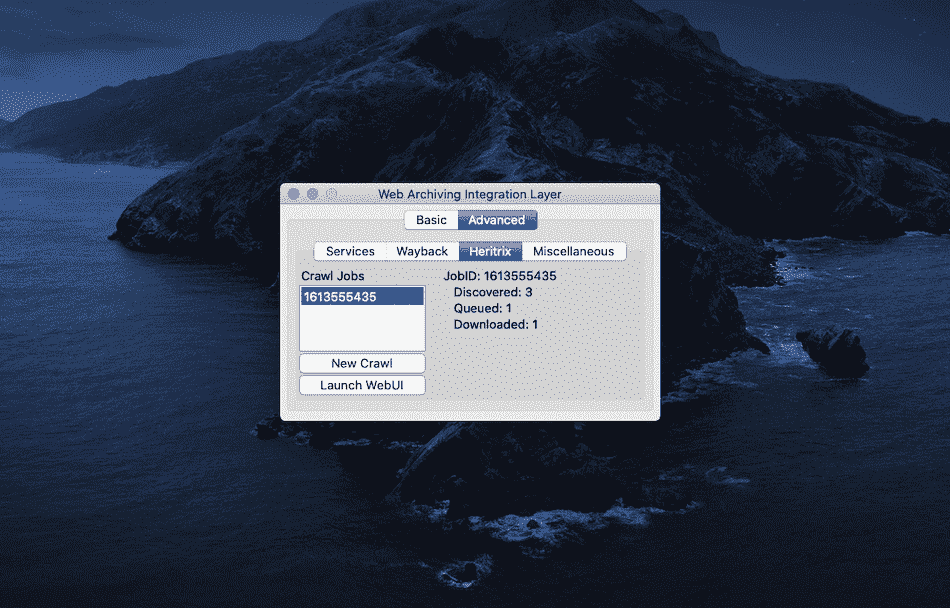 Web Archiving Integration Layer
Basic Advanced
Services Wayback Heritrix Miscellaneous
Crawl Jobs
1613555435
New Crawl
Launch WebUI
JobID: 1613555435
Discovered: 3
Queued: 1
Downloaded: 1